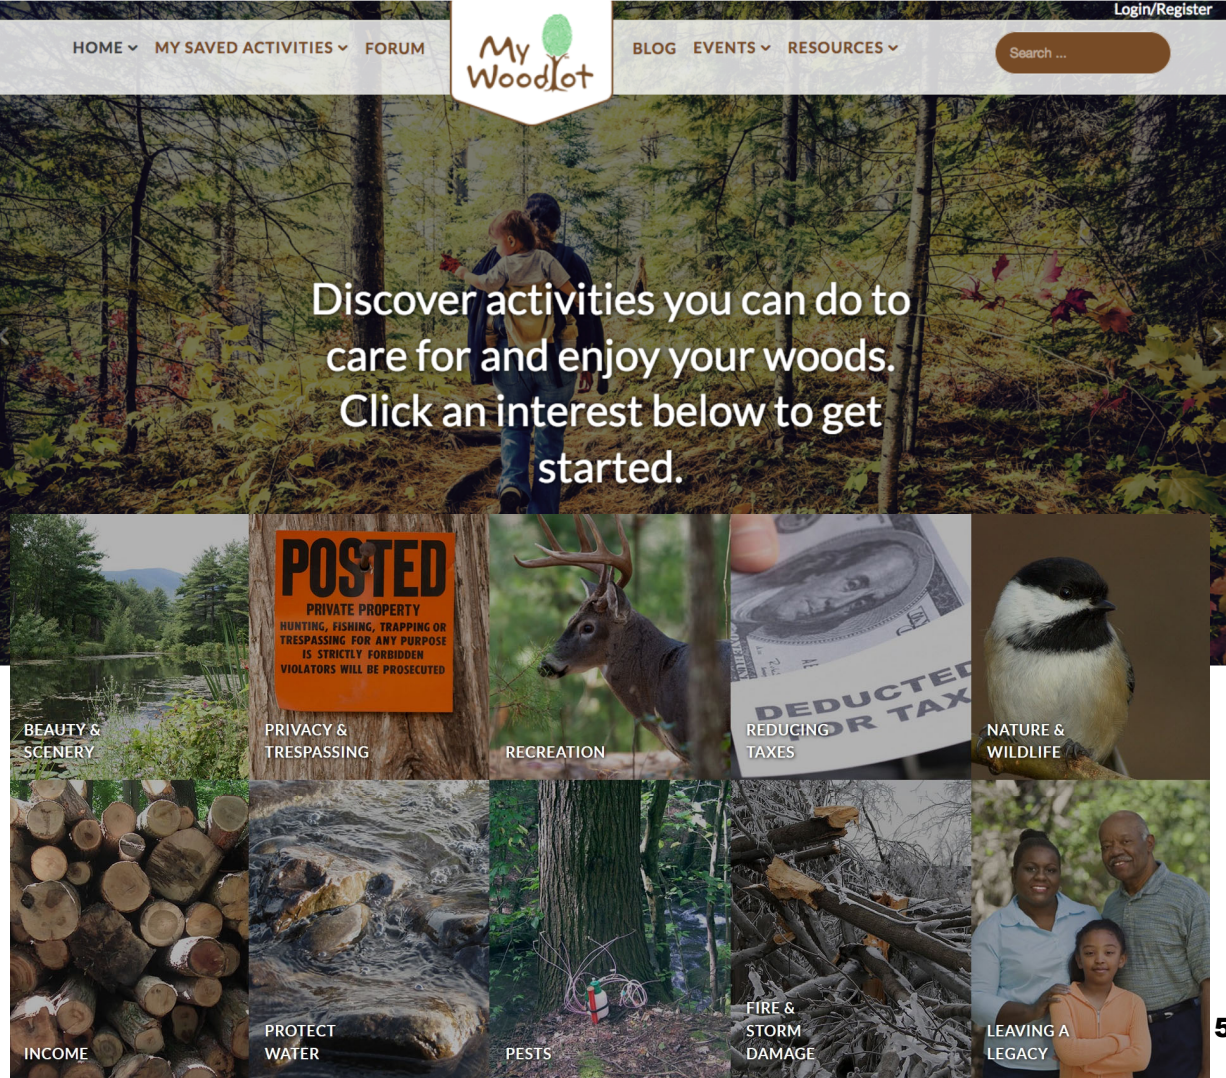 Login/Register
HOME
MY SAVED ACTIVITIES
FORUM
My
Woodlot
BLOG
EVENTS
RESOURCES
Search ...
Discover activities you can do to
care for and enjoy your woods.
Click an interest below to get
started.
BEAUTY &
SCENERY
POSTED
PRIVATE PROPERTY
HUNTING, FISHING, TRAPPING OR
TRESPASSING FOR ANY PURPOSE
IS STRICTLY FORBIDDEN
VIOLATORS WILL BE PROSECUTED
PRIVACY &
TRESPASSING
RECREATION
DEDUCTED
FOR TAX
REDUCING
TAXES
NATURE &
WILDLIFE
INCOME
PROTECT
WATER
PESTS
FIRE &
STORM
DAMAGE
LEAVING A
LEGACY
5